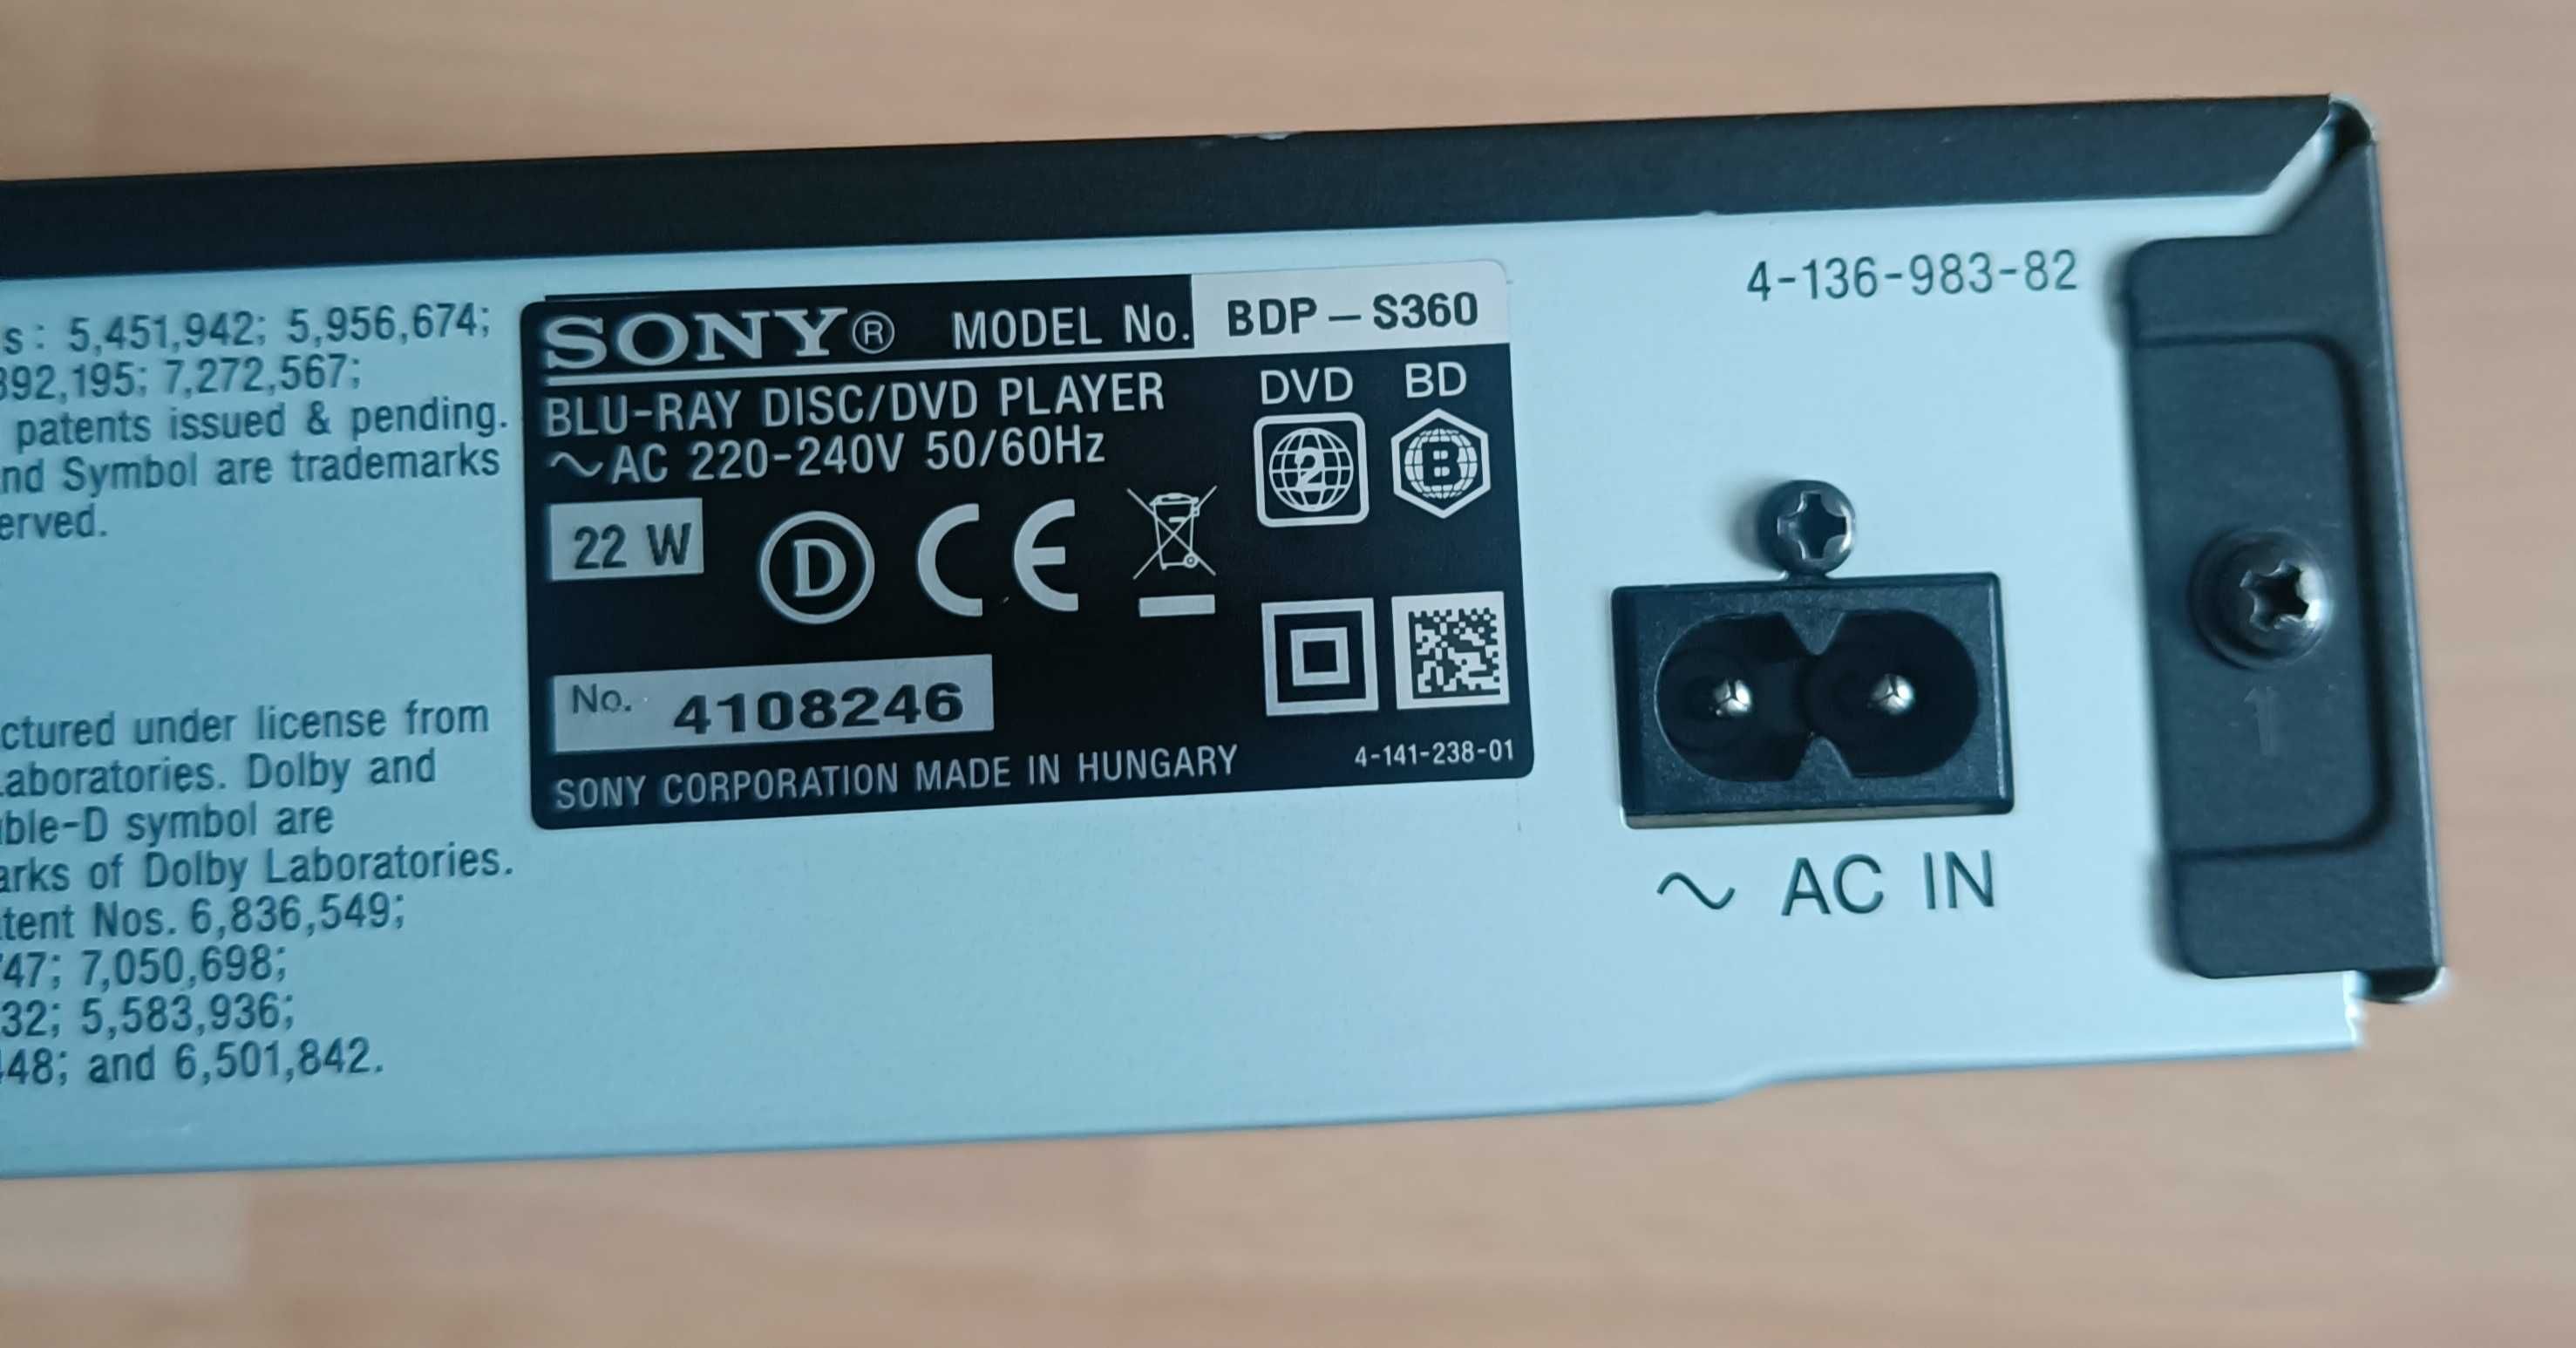 s: 5,451,942; 5,956,674;
392,195; 7,272,567;
patents issued & pending.
nd Symbol are trademarks
erved.
ctured under license from
Laboratories. Dolby and
ble-D symbol are
arks of Dolby Laboratories.
tent Nos. 6,836,549;
47; 7,050,698;
32; 5,583,936;
48; and 6,501,842.
SONY® MODEL No. BDP-S360
BLU-RAY DISC/DVD PLAYER
~AC 220-240V 50/60Hz
DVD BD
2 B
22 W D CE
No. 4108246
SONY CORPORATION MADE IN HUNGARY
4-141-238-01
4-136-983-82
~ AC IN